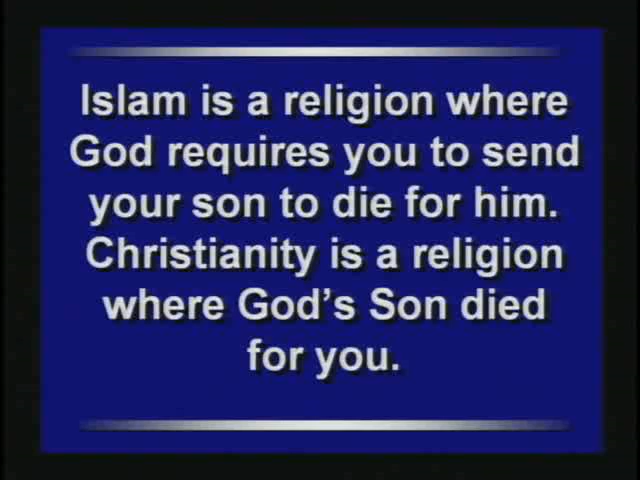 Islam is a religion where
God requires you to send
your son to die for him.
Christianity is a religion
where God's Son died
for you.